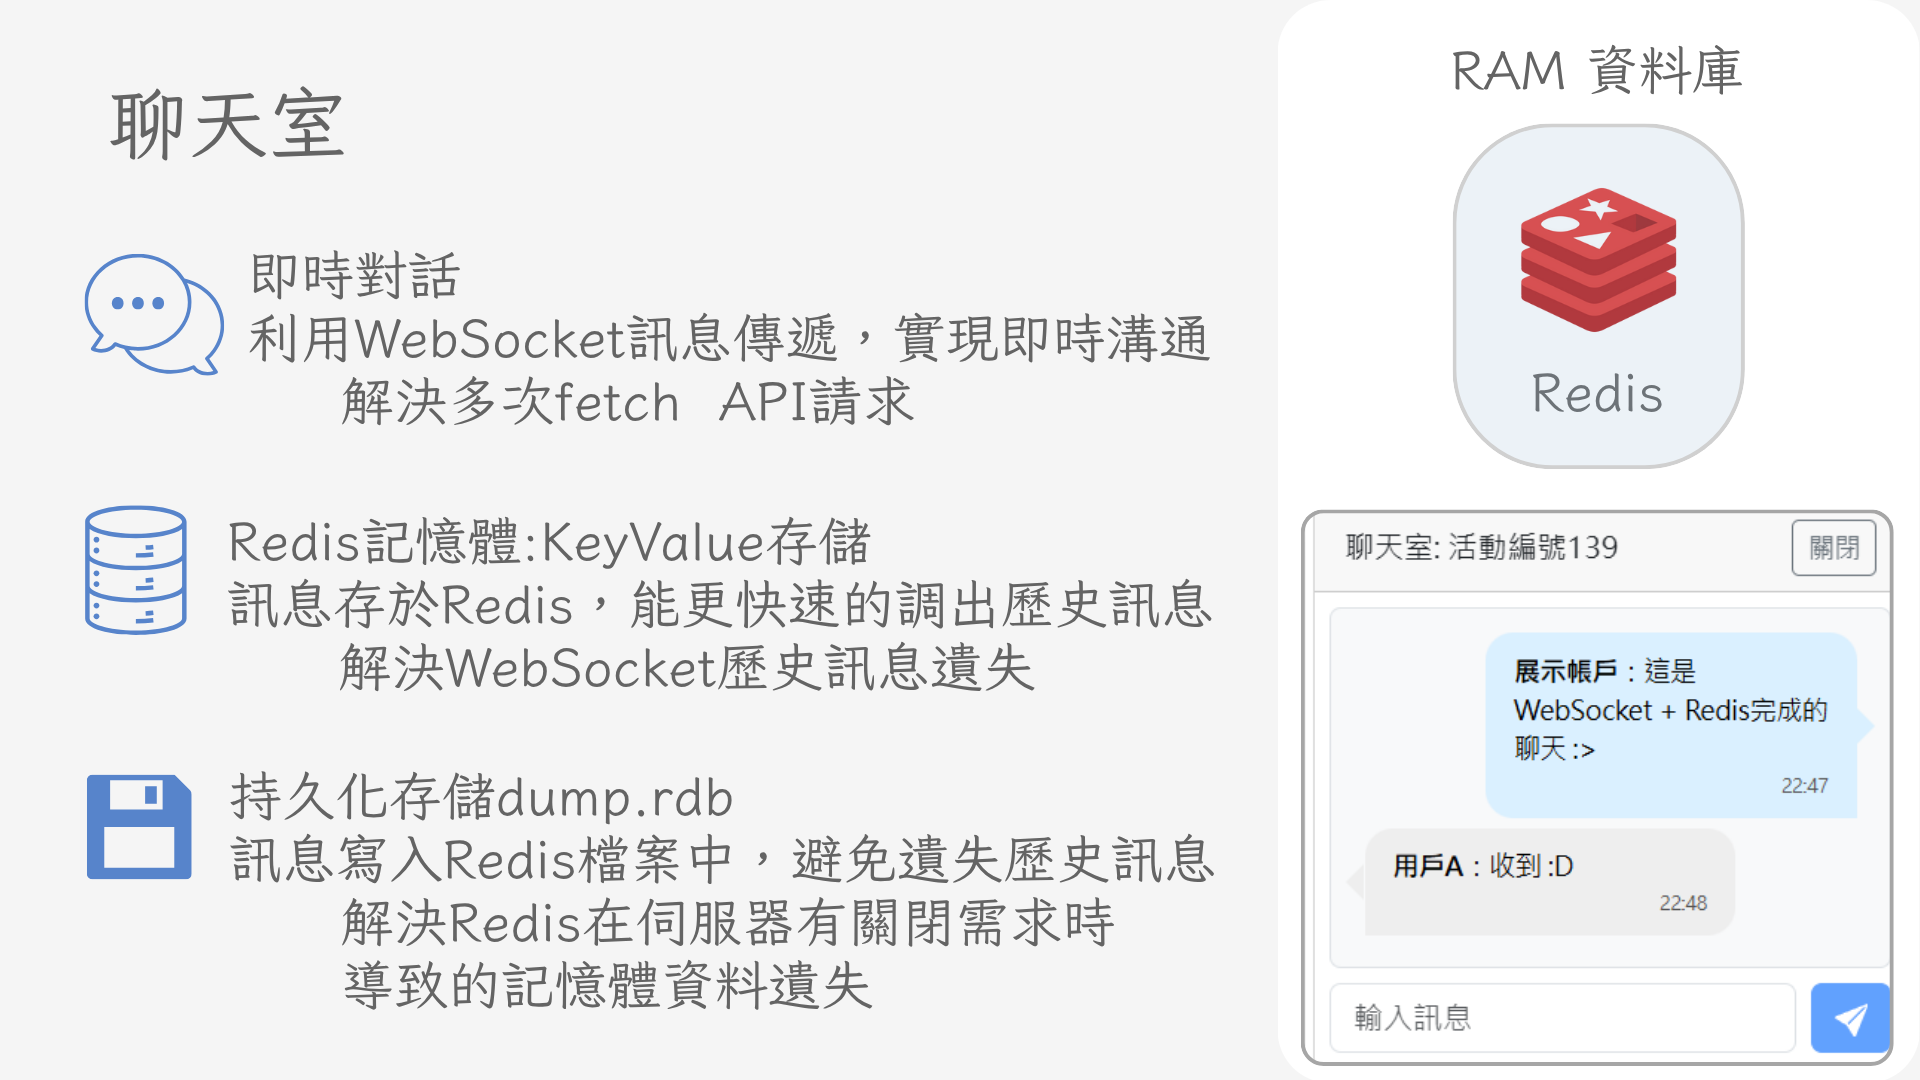 聊天室
即時對話
利用WebSocket訊息傳遞，實現即時溝通
解決多次fetch API請求
Redis記憶體:KeyValue存儲
訊息存於Redis，能更快速的調出歷史訊息
解決WebSocket歷史訊息遺失
持久化存儲dump.rdb
訊息寫入Redis檔案中，避免遺失歷史訊息
解決Redis在伺服器有關閉需求時
導致的記憶體資料遺失
RAM 資料庫
Redis
聊天室: 活動編號139
關閉
展示帳戶：這是
WebSocket + Redis完成的
聊天 :>
22:47
用戶A：收到 :D
22:48
輸入訊息